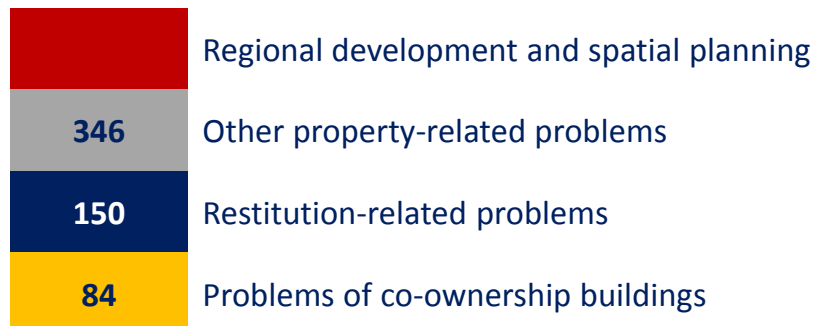 Regional development and spatial planning
346 Other property-related problems
150 Restitution-related problems
84 Problems of co-ownership buildings